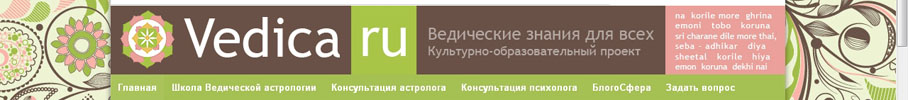 Vedica ru
Ведические знания для всех
Культурно-образовательный проект
na korile more ghrina
emoni tobo koruna
sri charane dile more thai,
seba - adhikar diya
sheetal korile hiya
emon koruna dekhi nai
Главная Школа Ведической астрологии Консультация астролога Консультация психолога БлогоСфера Задать вопрос